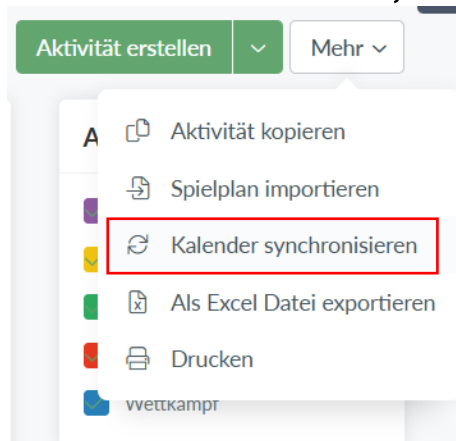 Aktivität erstellen
Mehr
A
Aktivität kopieren
Spielplan importieren
Kalender synchronisieren
Als Excel Datei exportieren
Drucken
Wettkampf